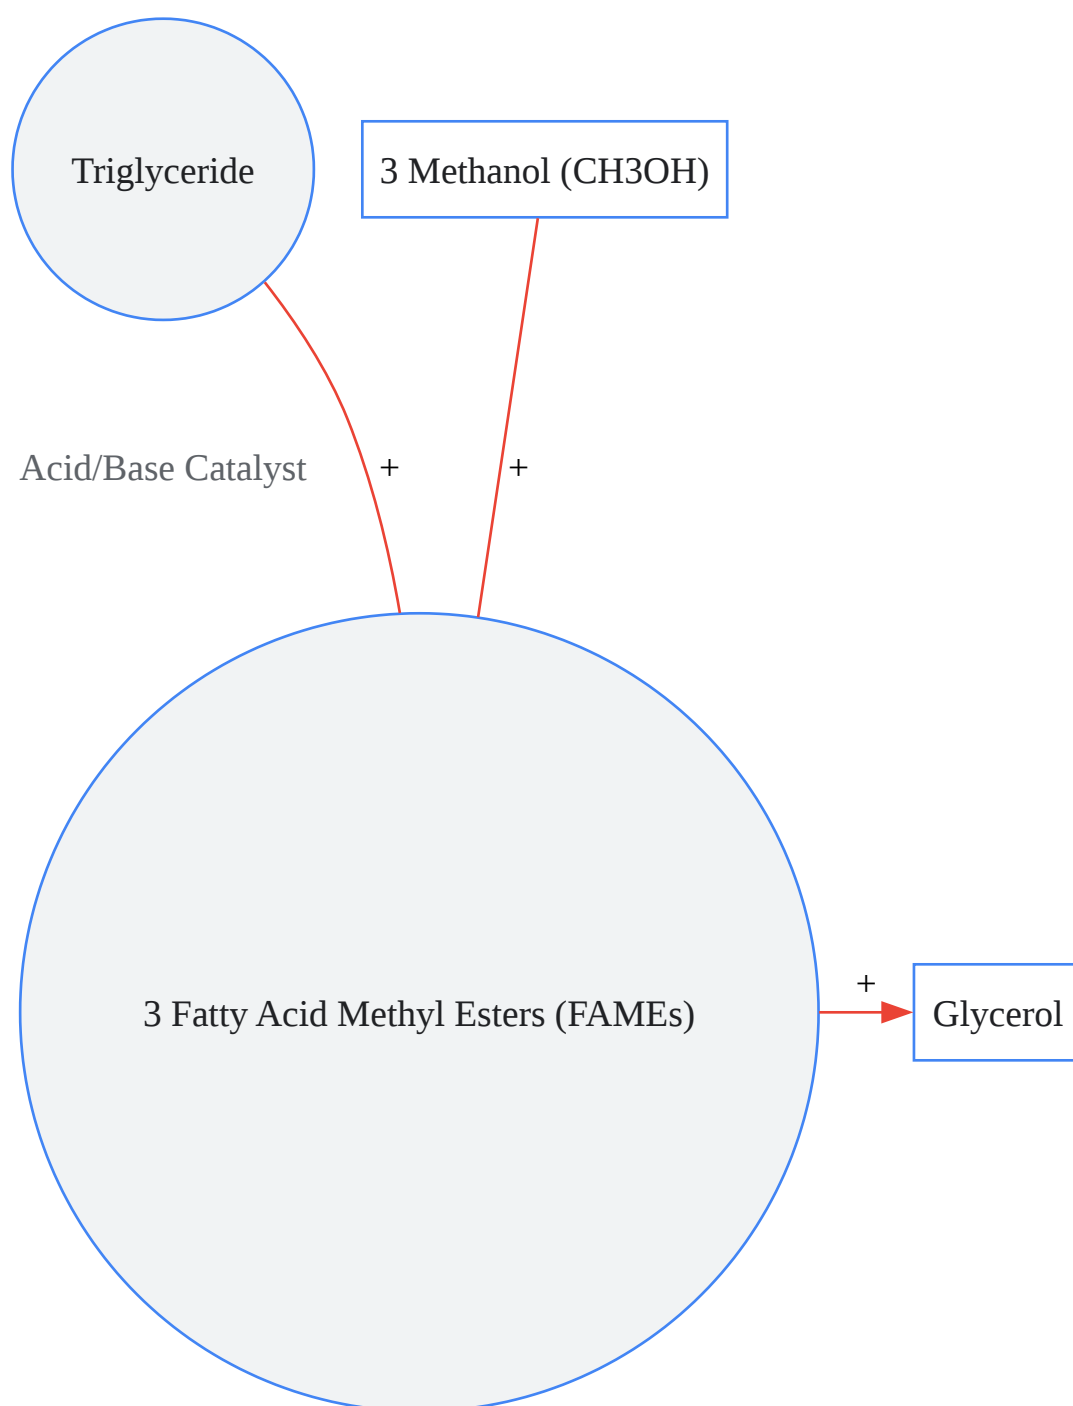 Triglyceride
3 Methanol (CH3OH)
Acid/Base Catalyst
+
+
+
3 Fatty Acid Methyl Esters (FAMEs)
Glycerol